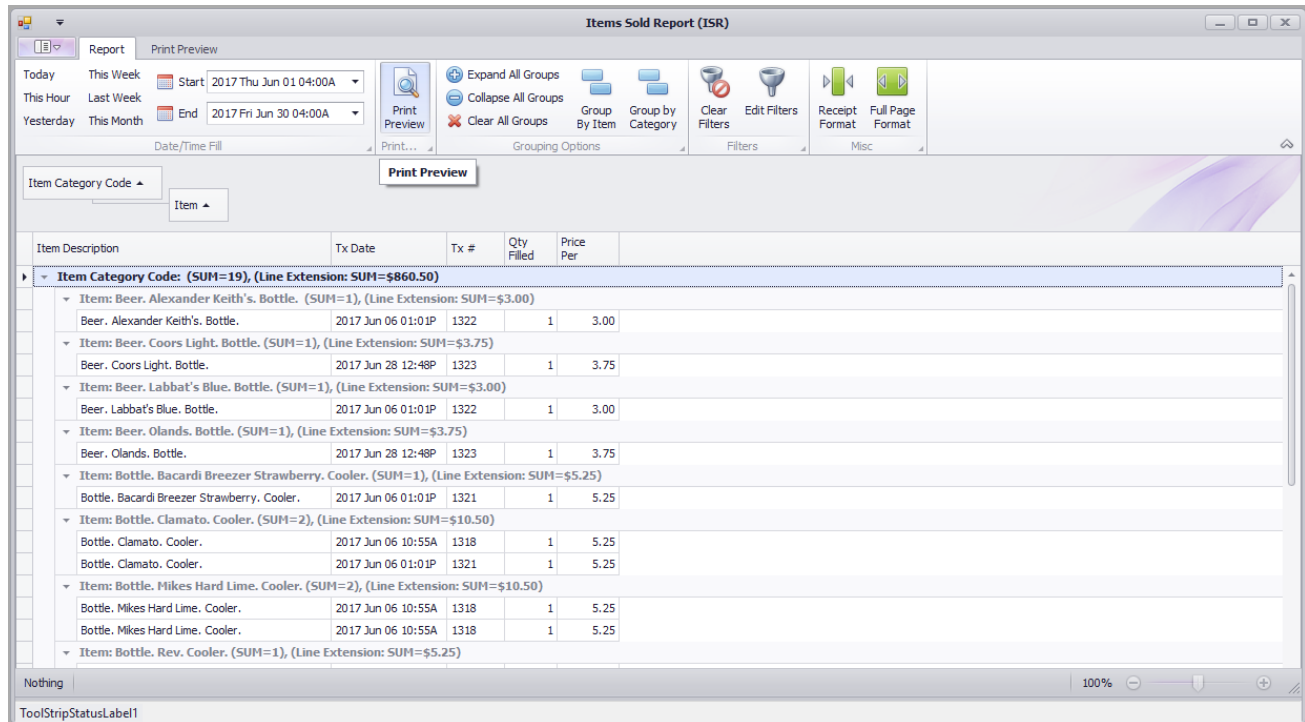 Items Sold Report (ISR)
Report Print Preview
Today This Week Start 2017 Thu Jun 01 04:00A
This Hour Last Week
Yesterday This Month End 2017 Fri Jun 30 04:00A
Date/Time Fill
Print Preview
Print...
Expand All Groups
Collapse All Groups
Clear All Groups
Group By Item
Group by Category
Grouping Options
Clear Filters
Edit Filters
Filters
Receipt Format
Full Page Format
Misc
Print Preview
Item Category Code
Item
Item Description Tx Date Tx # Qty Filled Price Per
Item Category Code: (SUM=19), (Line Extension: SUM=$860.50)
Item: Beer. Alexander Keith's. Bottle. (SUM=1), (Line Extension: SUM=$3.00)
Beer. Alexander Keith's. Bottle. 2017 Jun 06 01:01P 1322 1 3.00
Item: Beer. Coors Light. Bottle. (SUM=1), (Line Extension: SUM=$3.75)
Beer. Coors Light. Bottle. 2017 Jun 28 12:48P 1323 1 3.75
Item: Beer. Labbat's Blue. Bottle. (SUM=1), (Line Extension: SUM=$3.00)
Beer. Labbat's Blue. Bottle. 2017 Jun 06 01:01P 1322 1 3.00
Item: Beer. Olands. Bottle. (SUM=1), (Line Extension: SUM=$3.75)
Beer. Olands. Bottle. 2017 Jun 28 12:48P 1323 1 3.75
Item: Bottle. Bacardi Breezer Strawberry. Cooler. (SUM=1), (Line Extension: SUM=$5.25)
Bottle. Bacardi Breezer Strawberry. Cooler. 2017 Jun 06 01:01P 1321 1 5.25
Item: Bottle. Clamato. Cooler. (SUM=2), (Line Extension: SUM=$10.50)
Bottle. Clamato. Cooler. 2017 Jun 06 10:55A 1318 1 5.25
Bottle. Clamato. Cooler. 2017 Jun 06 01:01P 1321 1 5.25
Item: Bottle. Mikes Hard Lime. Cooler. (SUM=2), (Line Extension: SUM=$10.50)
Bottle. Mikes Hard Lime. Cooler. 2017 Jun 06 10:55A 1318 1 5.25
Bottle. Mikes Hard Lime. Cooler. 2017 Jun 06 10:55A 1318 1 5.25
Item: Bottle. Rev. Cooler. (SUM=1), (Line Extension: SUM=$5.25)
Nothing 100%
ToolStripStatusLabel1